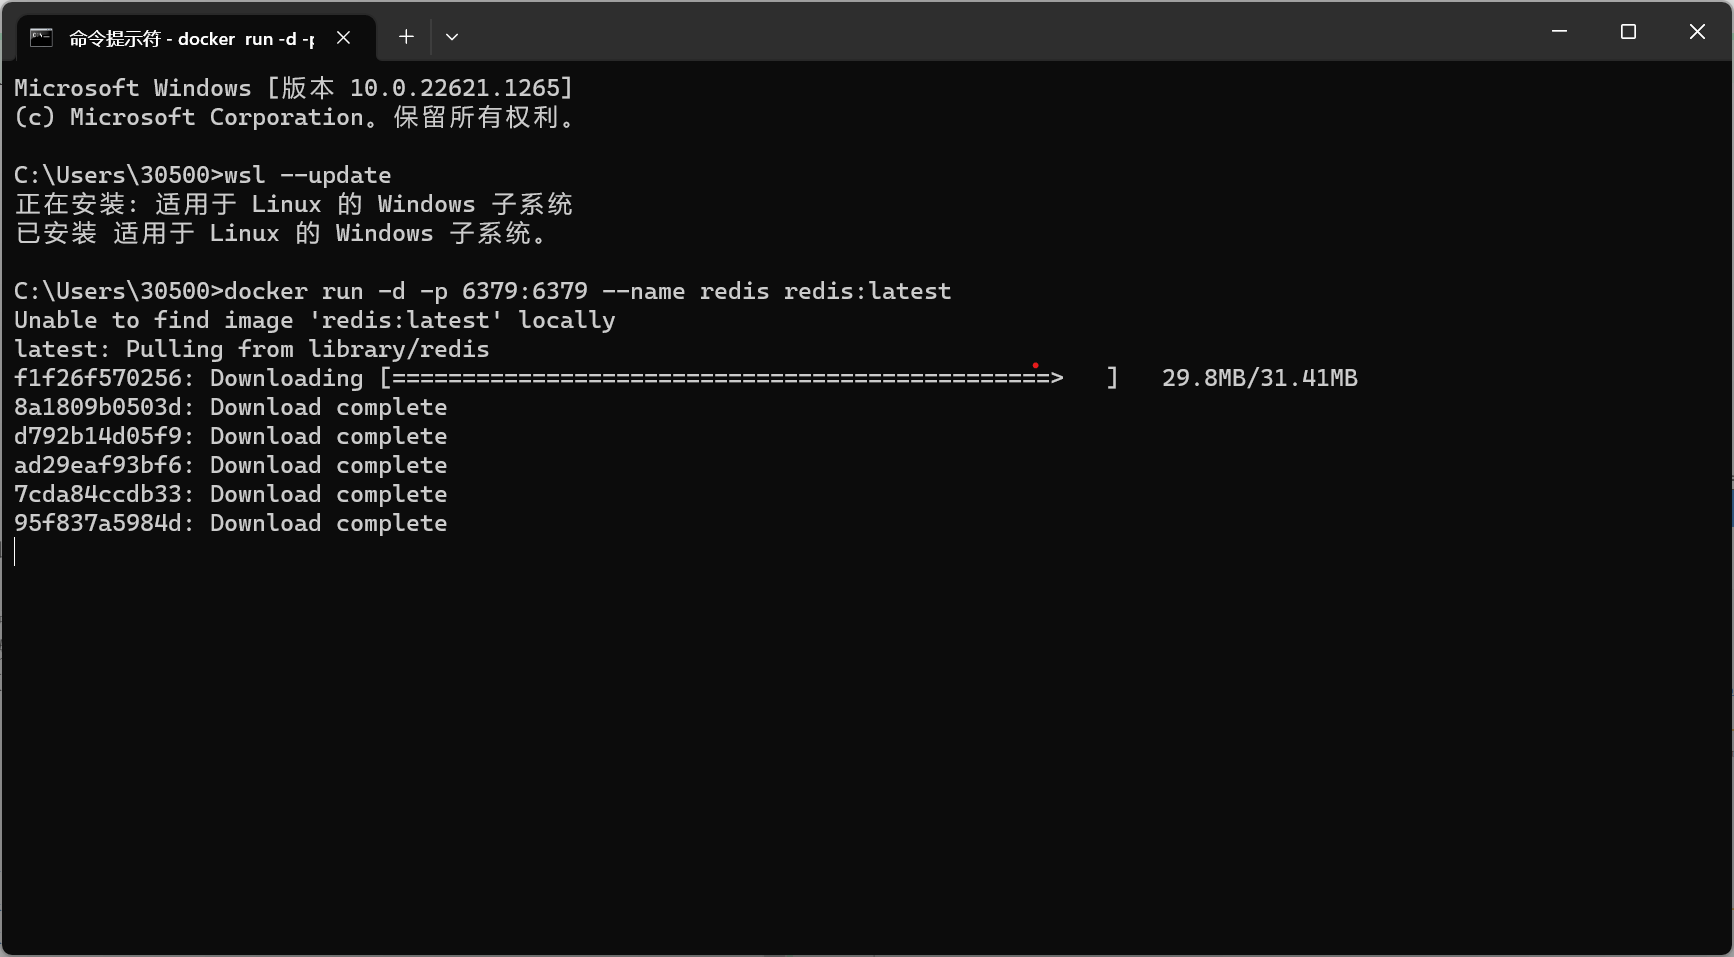 命令提示符 - docker  run -d -p
Microsoft Windows [版本 10.0.22621.1265]
(c) Microsoft Corporation。保留所有权利。
C:\Users\30500>wsl --update
正在安装: 适用于 Linux 的 Windows 子系统
已安装 适用于 Linux 的 Windows 子系统。
C:\Users\30500>docker run -d -p 6379:6379 --name redis redis:latest
Unable to find image 'redis:latest' locally
latest: Pulling from library/redis
f1f26f570256: Downloading [===============================================>   ]   29.8MB/31.41MB
8a1809b0503d: Download complete
d792b14d05f9: Download complete
ad29eaf93bf6: Download complete
7cda84ccdb33: Download complete
95f837a5984d: Download complete